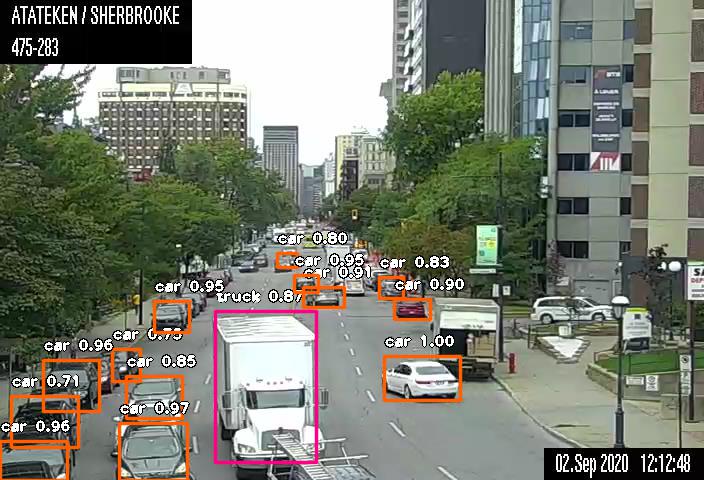 ATATEKEN / SHERBROOKE
475-283
car 0.80
car 0.95
car 0.91
car 0.83
car 0.90
car 0.95
truck 0.87
car 1.00
car 0.96
car 0.73
car 0.85
car 0.71
car 0.97
car 0.96
À LOUER
02.Sep 2020 12:12:48